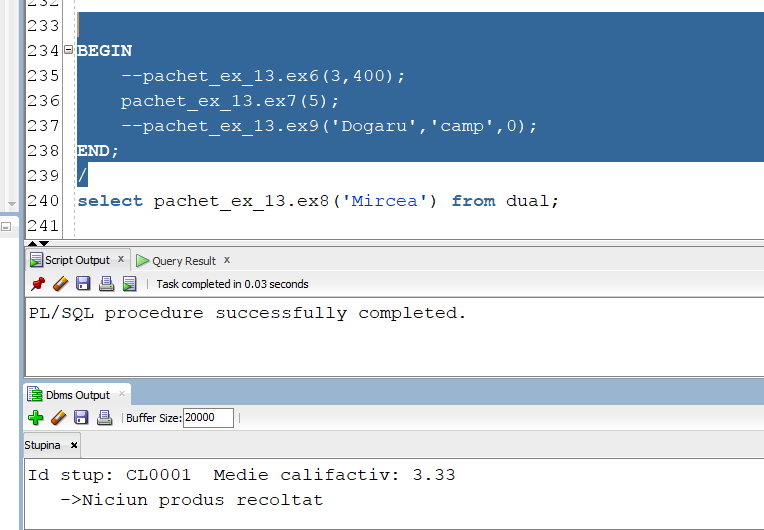 232
233
234 BEGIN
235 --pachet_ex_13.ex6(3,400);
236 pachet_ex_13.ex7(5);
237 --pachet_ex_13.ex9('Dogaru','camp',0);
238 END;
239 /
240 select pachet_ex_13.ex8('Mircea') from dual;
241
Script Output x Query Result x
Task completed in 0.03 seconds
PL/SQL procedure successfully completed.
Dbms Output x
Buffer Size: 20000
Stupina x
Id stup: CL0001 Medie califactiv: 3.33
->Niciun produs recoltat